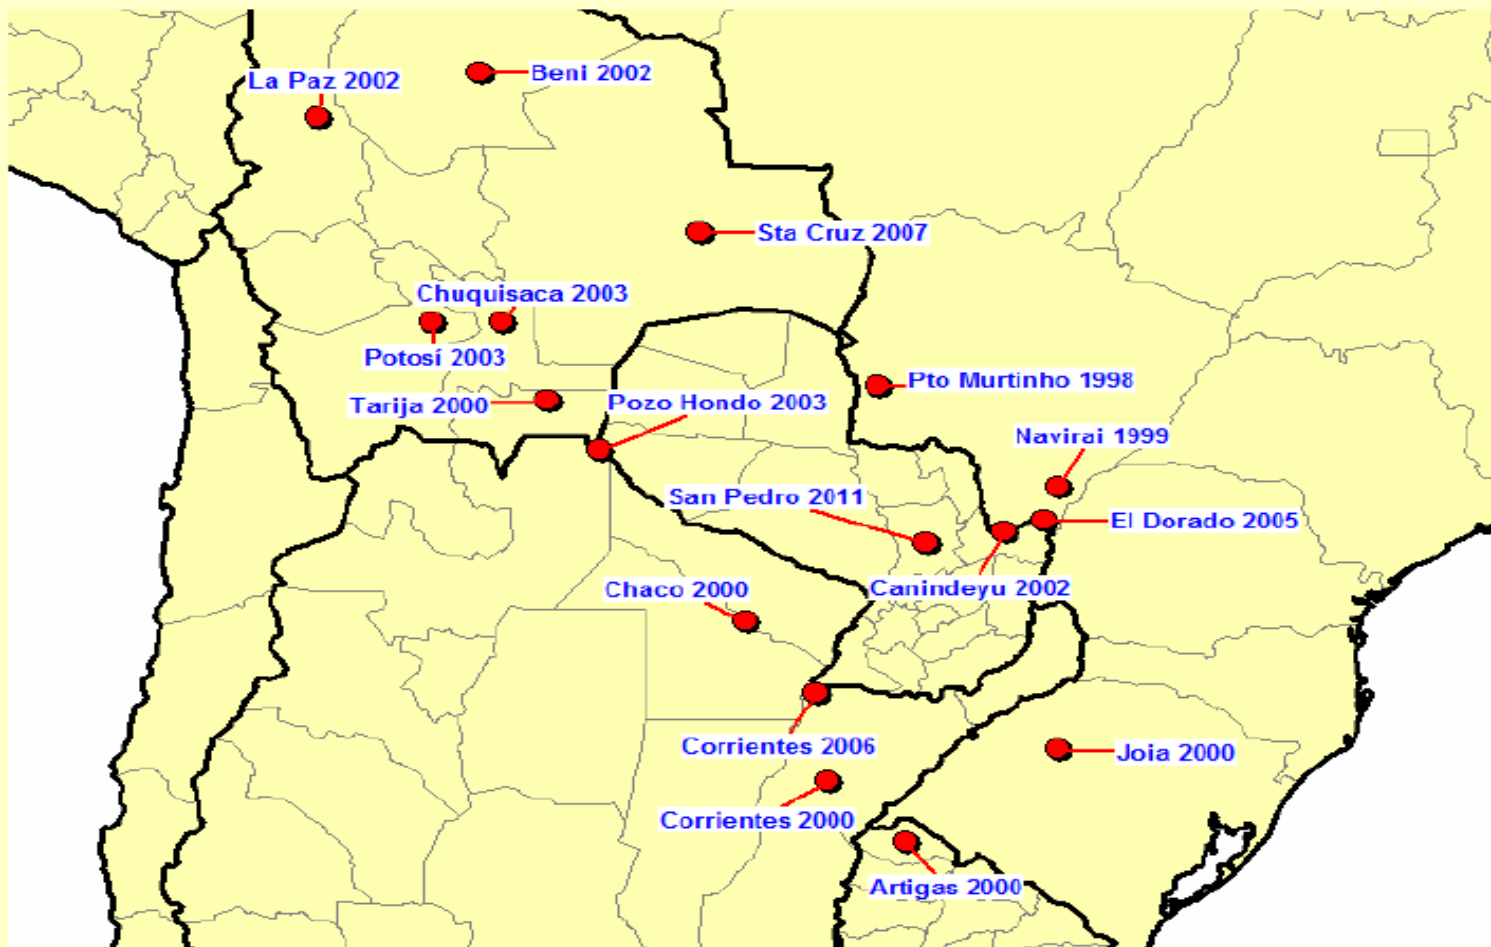 Beni 2002
La Paz 2002
Sta Cruz 2007
Chuquisaca 2003
Potosí 2003
Pto Murtinho 1998
Tarija 2000
Pozo Hondo 2003
Navirai 1999
San Pedro 2011
El Dorado 2005
Chaco 2000
Canindeyu 2002
Corrientes 2006
Joia 2000
Corrientes 2000
Artigas 2000